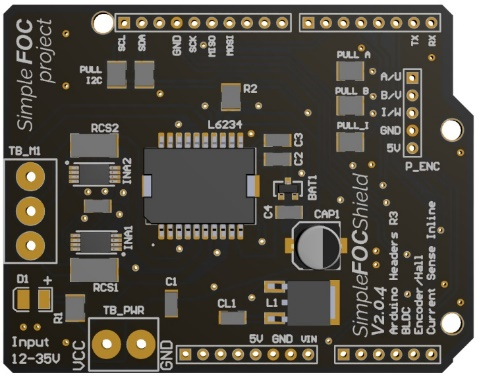 Simple FOC
project
SCL
SDA
GND
SCK
MISO
MOSI
TX
RX
PULL
I2C
R2
PULL A
PULL B
PULL_I
A/U
B/V
I/W
GND
5V
P_ENC
RCS2
L6234
TB_M1
INA2
C3
C2
BAT1
C4
CAP1
INA1
RCS1
D1
+
R1
TB_PWR
C1
CL1
L1
VCC
GND
5V
GND
VIN
Input
12-35V
SimpleFOCShield
V2.0.4
Arduino Headers R3
BLDC
Encoder/Hall
Current Sense Inline